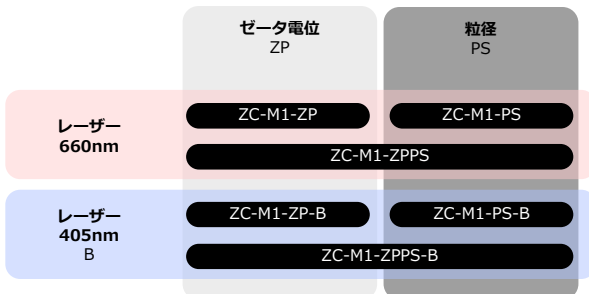 ゼータ電位
ZP
粒径
PS
レーザー
660nm
ZC-M1-ZP
ZC-M1-PS
ZC-M1-ZPPS
レーザー
405nm
B
ZC-M1-ZP-B
ZC-M1-PS-B
ZC-M1-ZPPS-B